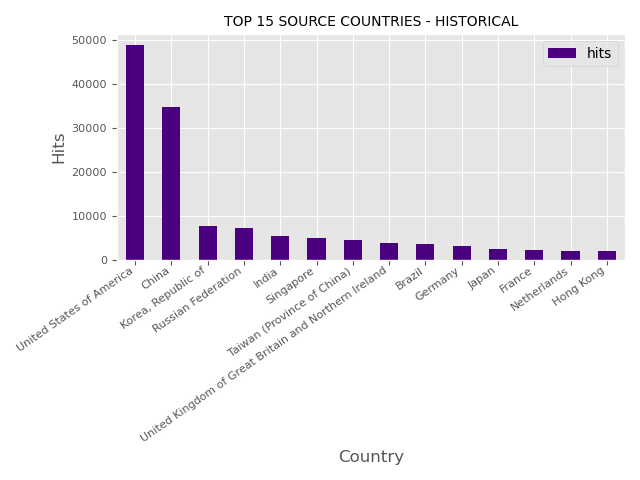 TOP 15 SOURCE COUNTRIES - HISTORICAL
hits
50000
40000
30000
20000
10000
0
Hits
United States of America
China
Korea, Republic of
Russian Federation
India
Singapore
Taiwan (Province of China)
United Kingdom of Great Britain and Northern Ireland
Brazil
Germany
Japan
France
Netherlands
Hong Kong
Country